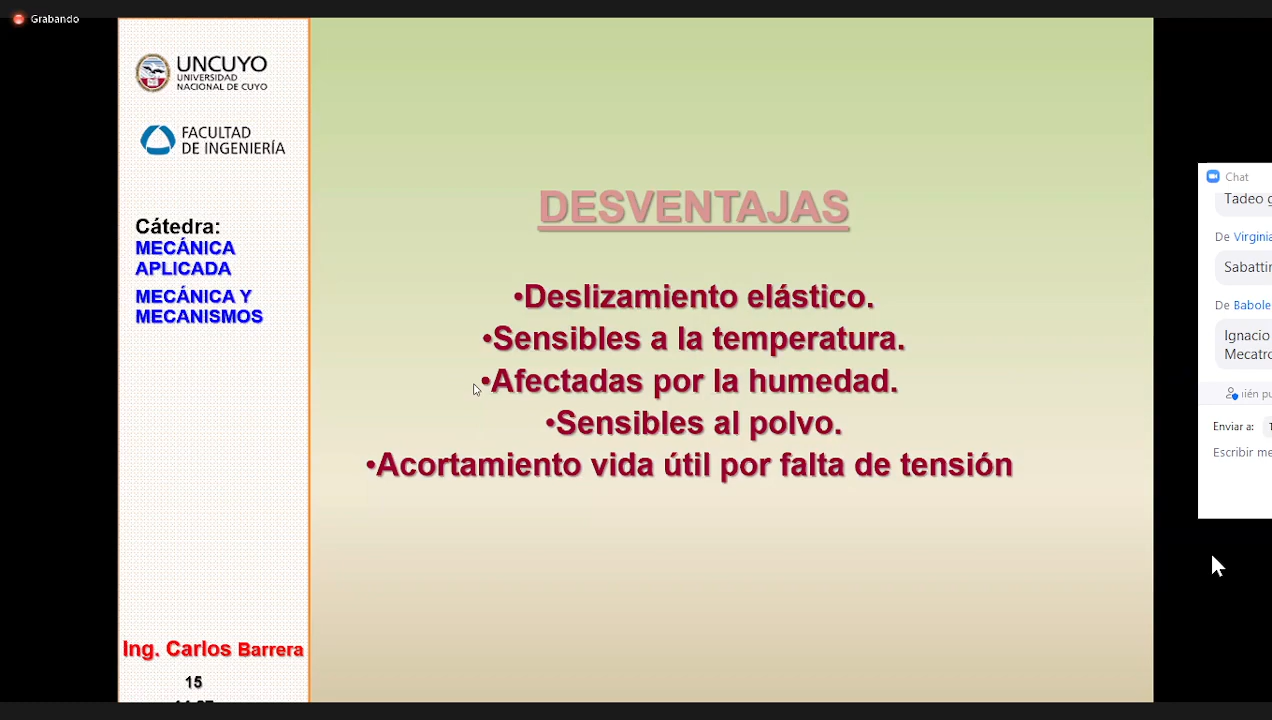 Grabando
UNCUYO
UNIVERSIDAD
NACIONAL DE CUYO
FACULTAD
DE INGENIERÍA
Cátedra:
MECÁNICA
APLICADA
MECÁNICA Y
MECANISMOS
Ing. Carlos Barrera
15
DESVENTAJAS
•Deslizamiento elástico.
•Sensibles a la temperatura.
•Afectadas por la humedad.
•Sensibles al polvo.
•Acortamiento vida útil por falta de tensión
Chat
Tadeo
De Virginia
De
Ignacio
Enviar a:
Escribir